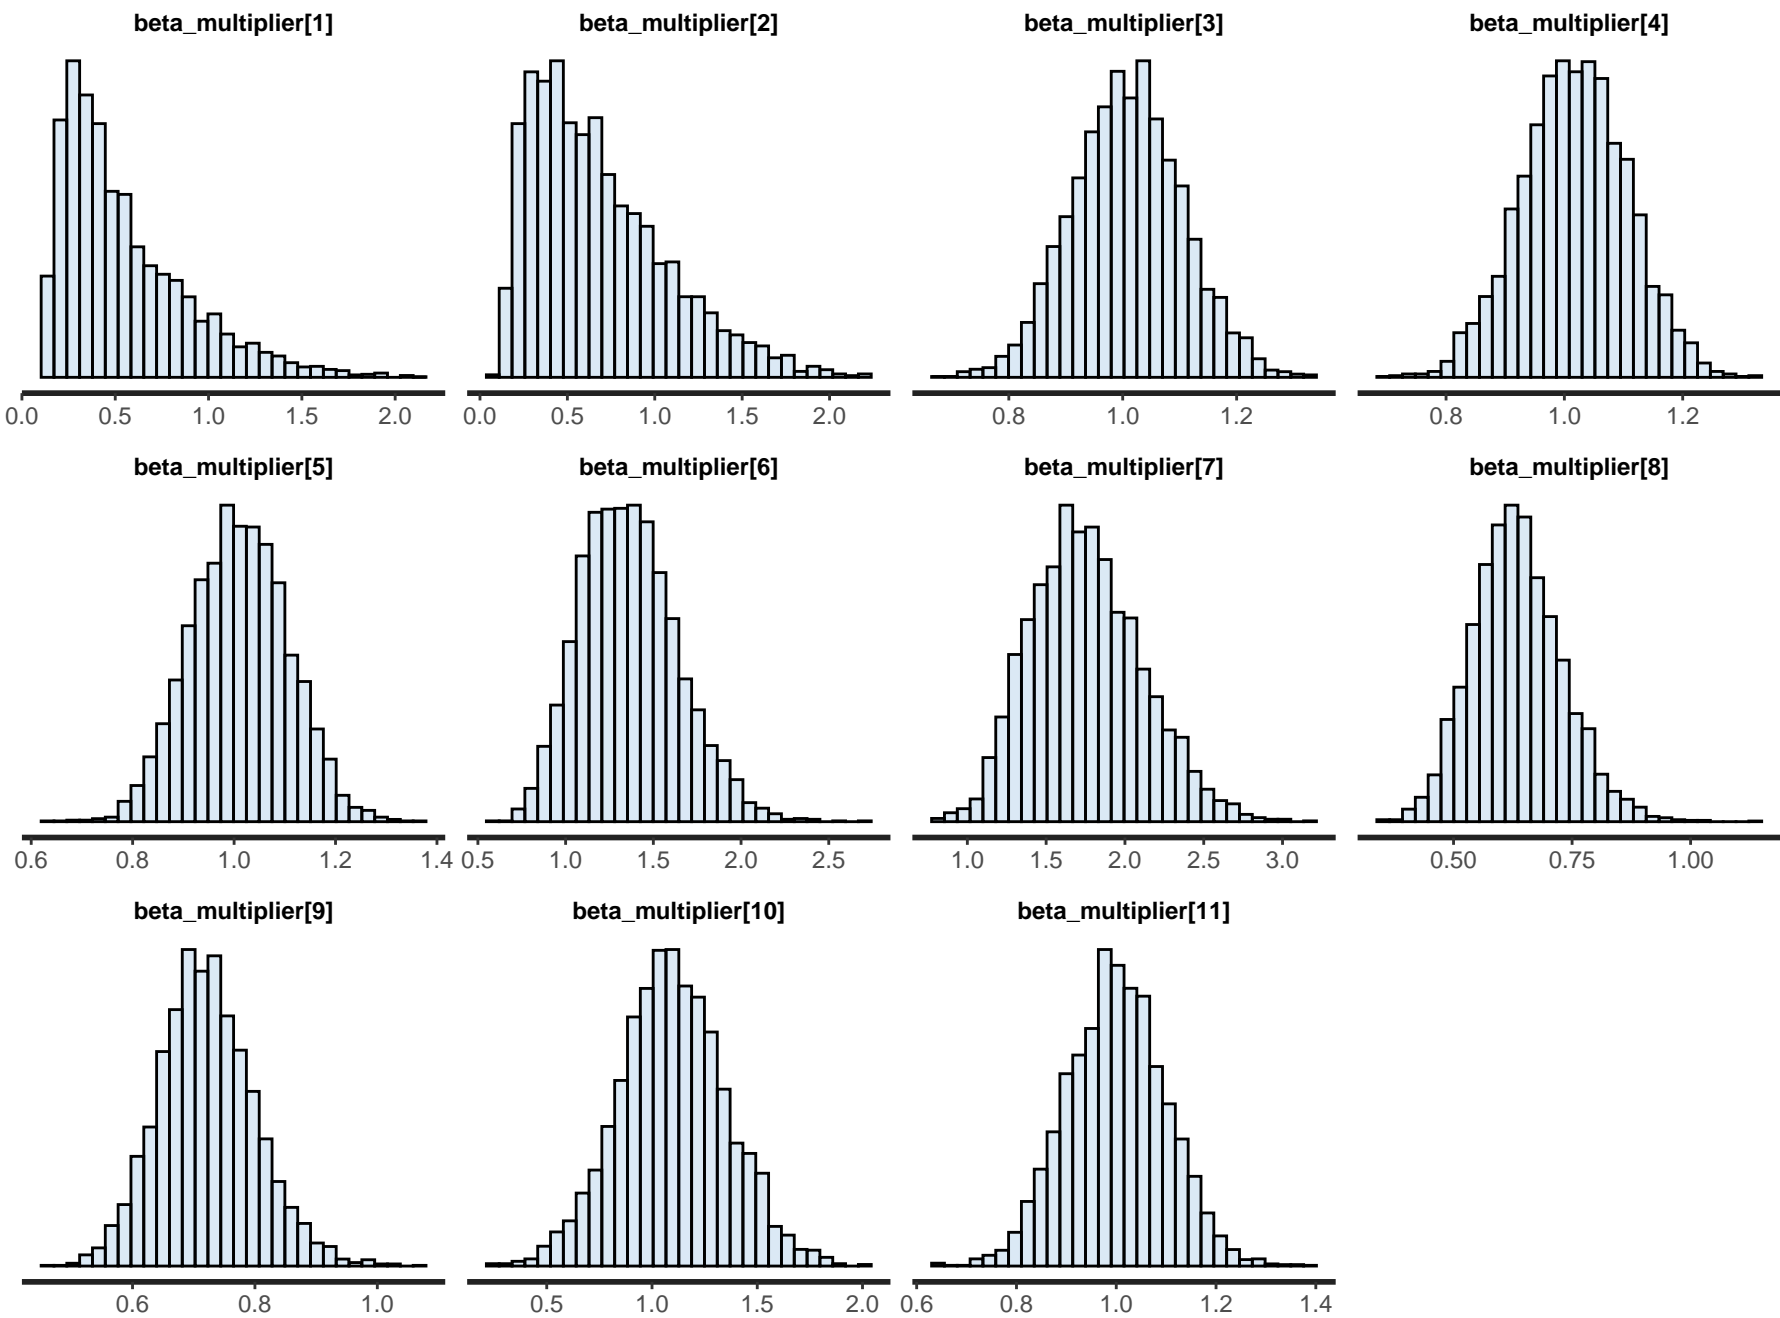 beta_multiplier[1] beta_multiplier[2] beta_multiplier[3] beta_multiplier[4]
0.0 0.5 1.0 1.5 2.0 0.0 0.5 1.0 1.5 2.0 0.8 1.0 1.2 0.8 1.0 1.2
beta_multiplier[5] beta_multiplier[6] beta_multiplier[7] beta_multiplier[8]
0.6 0.8 1.0 1.2 1.4 0.5 1.0 1.5 2.0 2.5 1.0 1.5 2.0 2.5 3.0 0.50 0.75 1.00
beta_multiplier[9] beta_multiplier[10] beta_multiplier[11]
0.6 0.8 1.0 0.5 1.0 1.5 2.0 0.6 0.8 1.0 1.2 1.4